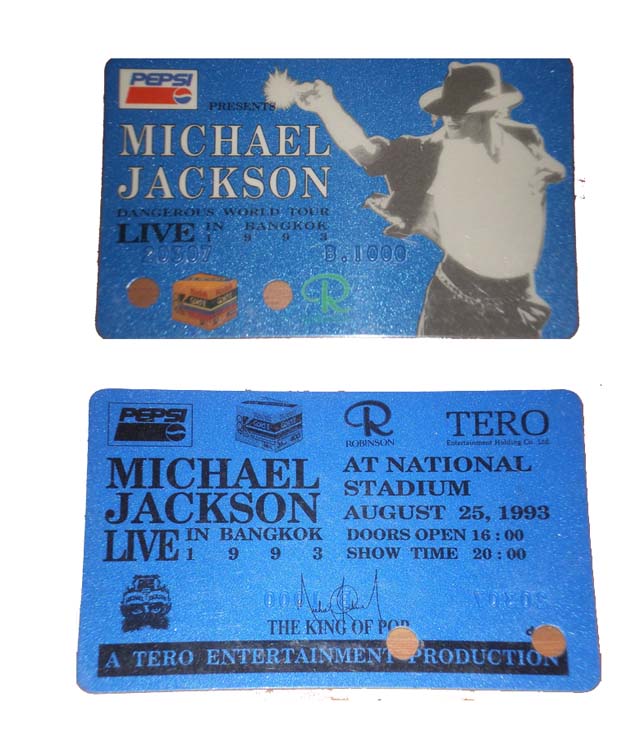 PEPSI
PRESENTS
MICHAEL
JACKSON
DANGEROUS WORLD TOUR
LIVE IN BANGKOK
1 9 9 3
20307 B.1000
R
PEPSI
R
ROBINSON
TERO
Entertainment Holding Co. Ltd.
MICHAEL
JACKSON
LIVE IN BANGKOK
1 9 9 3
AT NATIONAL
STADIUM
AUGUST 25, 1993
DOORS OPEN 16 : 00
SHOW TIME 20 : 00
THE KING OF POP
A TERO ENTERTAINMENT PRODUCTION